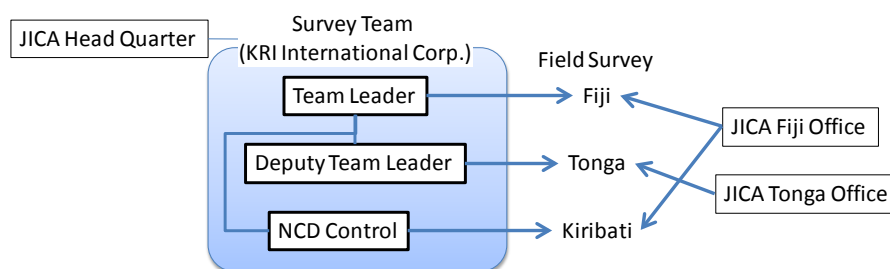 JICA Head Quarter
Survey Team
(KRI International Corp.)
Field Survey
Team Leader
Fiji
JICA Fiji Office
Deputy Team Leader
Tonga
JICA Tonga Office
NCD Control
Kiribati